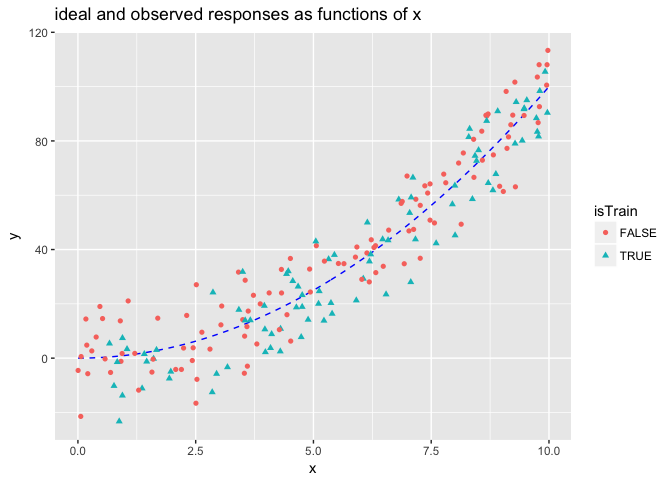 ideal and observed responses as functions of x
120
80
40
0
y
0.0 2.5 5.0 7.5 10.0
x
isTrain
FALSE
TRUE